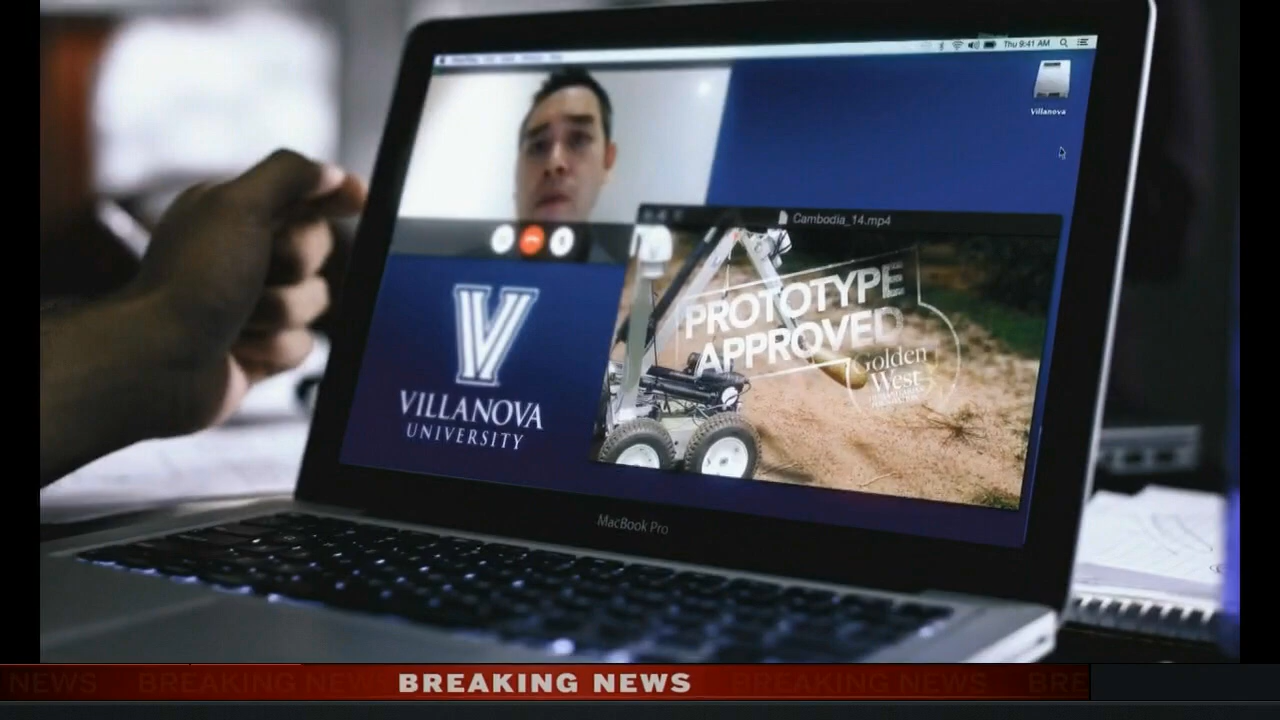 Thu 9:41 AM
Villanova
Cambodia_14.mp4
PROTOTYPE
APPROVED
Golden
West
VILLANOVA
UNIVERSITY
MacBook Pro
NEWS BREAKING NEWS BREAKING NEWS BREAKING NEWS BRE